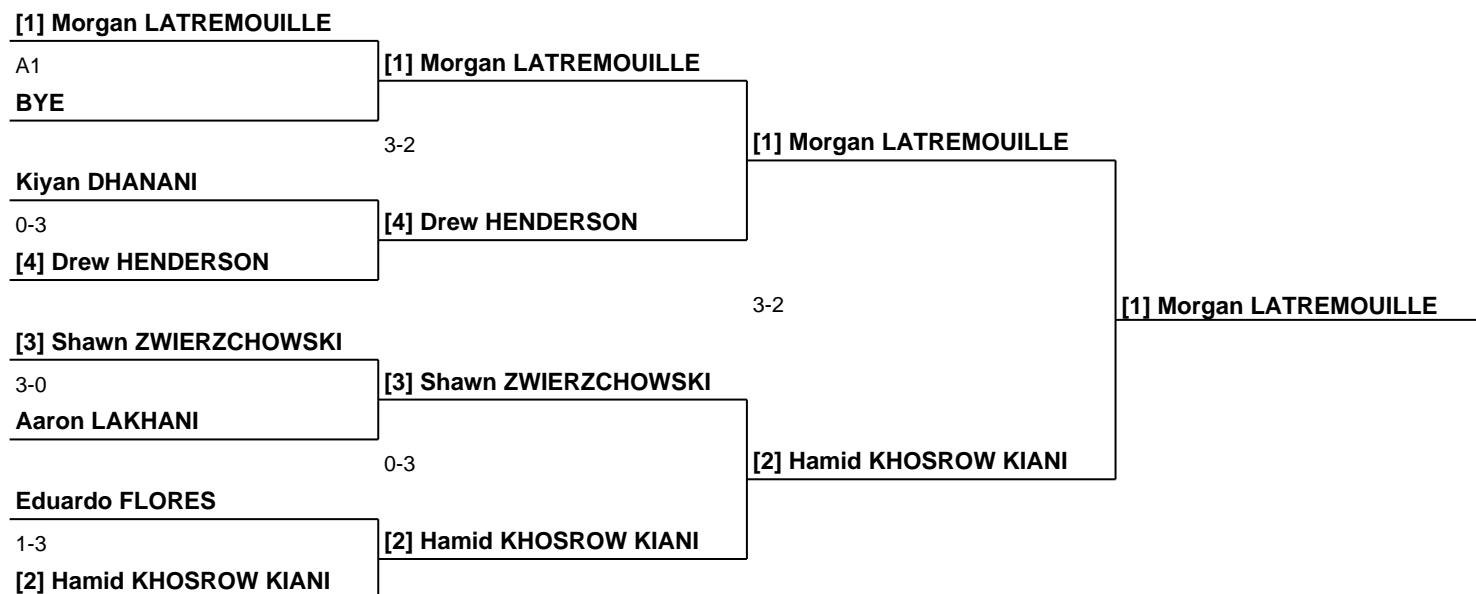 [1] Morgan LATREMOUILLE
A1
[1] Morgan LATREMOUILLE
BYE
3-2
[1] Morgan LATREMOUILLE
Kiyan DHANANI
0-3
[4] Drew HENDERSON
[4] Drew HENDERSON
3-2
[1] Morgan LATREMOUILLE
[3] Shawn ZWIERZCHOWSKI
3-0
[3] Shawn ZWIERZCHOWSKI
Aaron LAKHANI
0-3
[2] Hamid KHOSROW KIANI
Eduardo FLORES
1-3
[2] Hamid KHOSROW KIANI
[2] Hamid KHOSROW KIANI